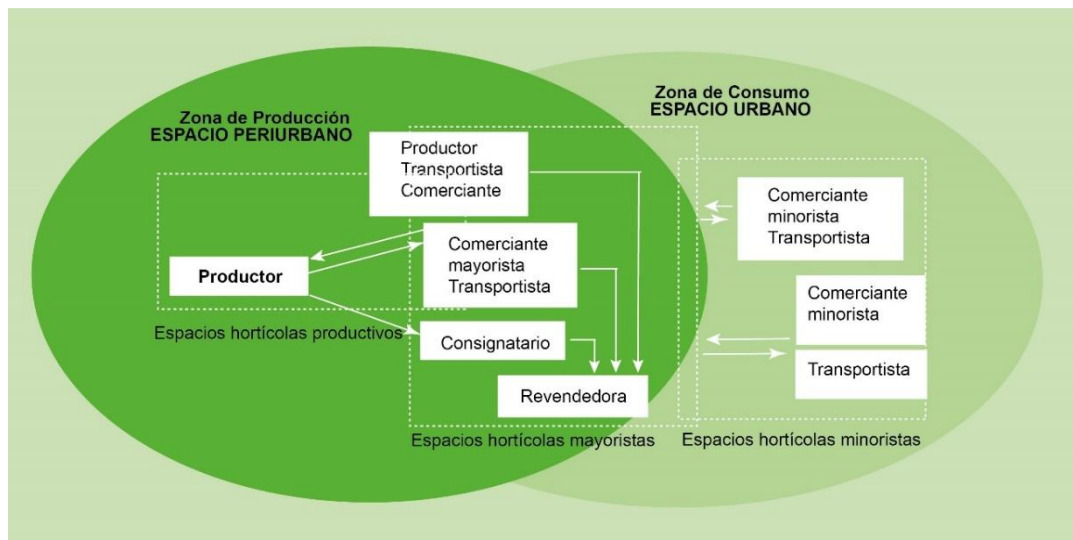 Zona de Producción
ESPACIO PERIURBANO
Zona de Consumo
ESPACIO URBANO
Productor
Transportista
Comerciante
Comerciante
minorista
Transportista
Productor
Comerciante
mayorista
Transportista
Comerciante
minorista
Espacios hortícolas productivos
Consignatario
Transportista
Revendedora
Espacios hortícolas mayoristas
Espacios hortícolas minoristas